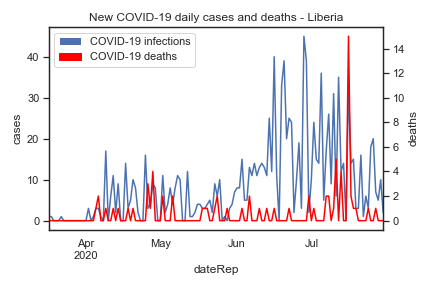 New COVID-19 daily cases and deaths - Liberia
COVID-19 infections
COVID-19 deaths
40
30
20
10
0
cases
14
12
10
8
6
4
2
0
deaths
Apr
2020
May
Jun
Jul
dateRep